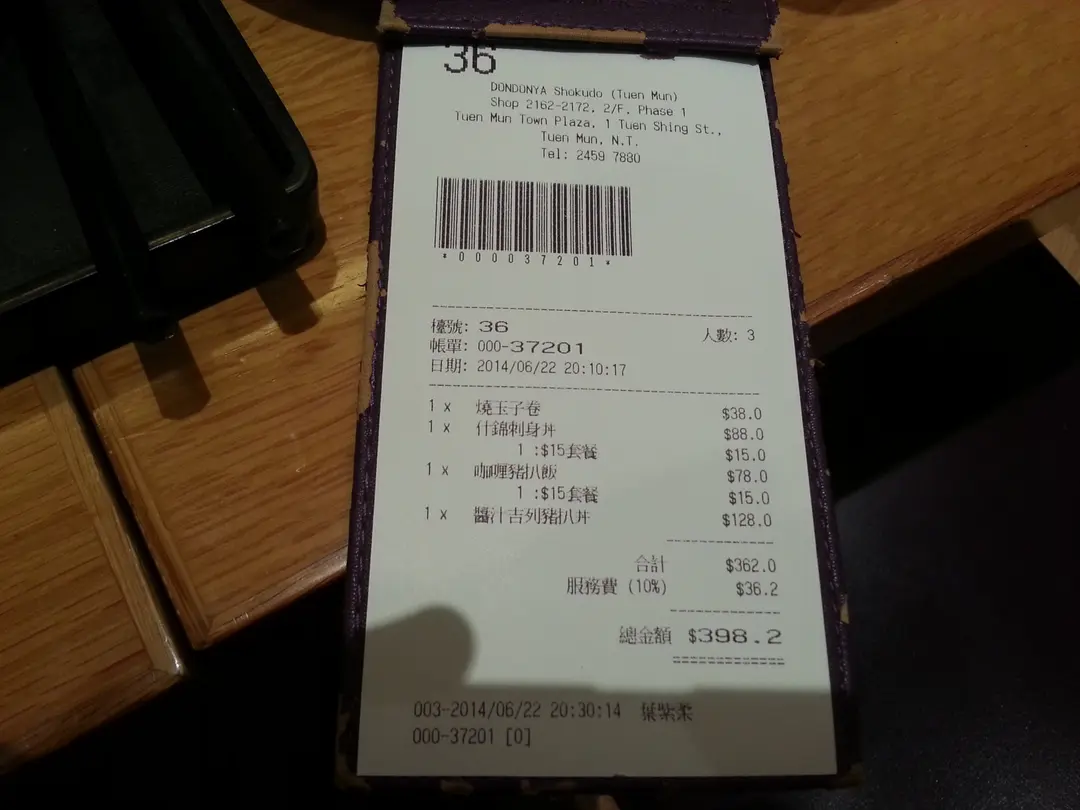 36
DONDONYA Shokudo (Tuen Mun)
Shop 2162-2172, 2/F, Phase 1
Tuen Mun Town Plaza, 1 Tuen Shing St.,
Tuen Mun, N.T.
Tel: 2459 7880
*000037201*
檯號: 36 人數: 3
帳單: 000-37201
日期: 2014/06/22 20:10:17
1 x 燒玉子卷 $38.0
1 x 什錦刺身丼 $88.0
1 :$15套餐 $15.0
1 x 咖喱豬扒飯 $78.0
1 :$15套餐 $15.0
1 x 醬汁吉列豬扒丼 $128.0
合計 $362.0
服務費 (10%) $36.2
總金額 $398.2
003-2014/06/22 20:30:14 葉紫柔
000-37201 [0]